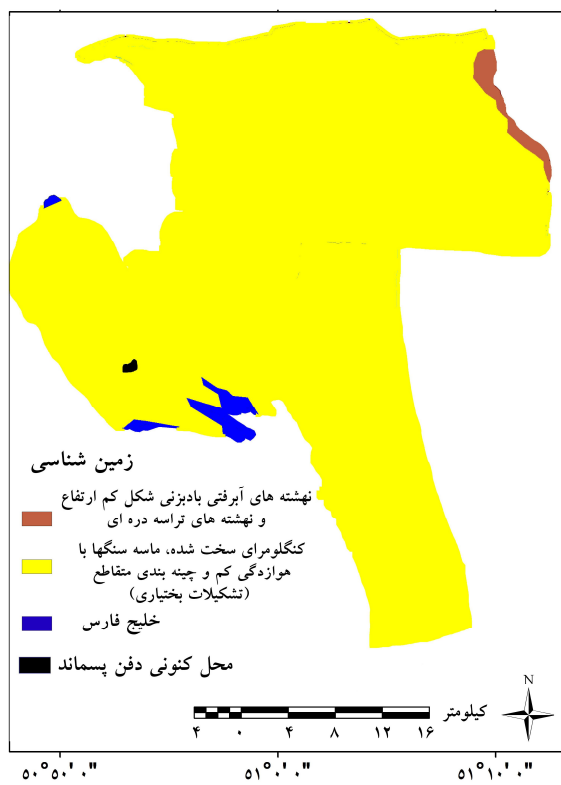 زمین شناسی
نهشته های آبرفتی بادبزنی شکل کم ارتفاع
و نهشته های تراسه دره ای
کنگلومرای سخت شده، ماسه سنگها با
هوازدگی کم و چینه بندی متقاطع
(تشکیلات بختیاری)
خلیج فارس
محل کنونی دفن پسماند
N
کیلومتر
۴ ۰ ۴ ۸ ۱۲ ۱۶
۵۰°۵۰'۰" ۵۱°۰'۰" ۵۱°۱۰'۰"